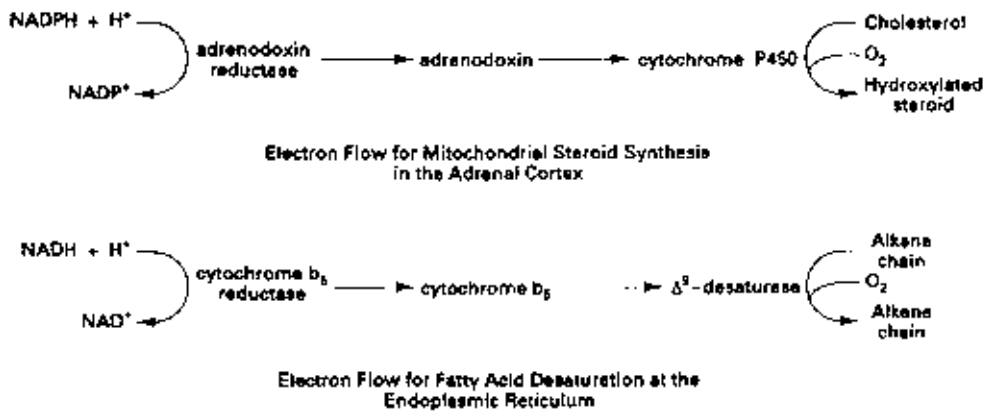 NADPH + H⁺
adrenodoxin
reductase
NADP⁺
adrenodoxin
cytochrome P450
Cholesterol
O₂
Hydroxylated
steroid
Electron Flow for Mitochondrial Steroid Synthesis
in the Adrenal Cortex
NADH + H⁺
cytochrome b₅
reductase
NAD⁺
cytochrome b₅
Δ⁹-desaturase
Alkane
chain
O₂
Alkene
chain
Electron Flow for Fatty Acid Desaturation at the
Endoplasmic Reticulum